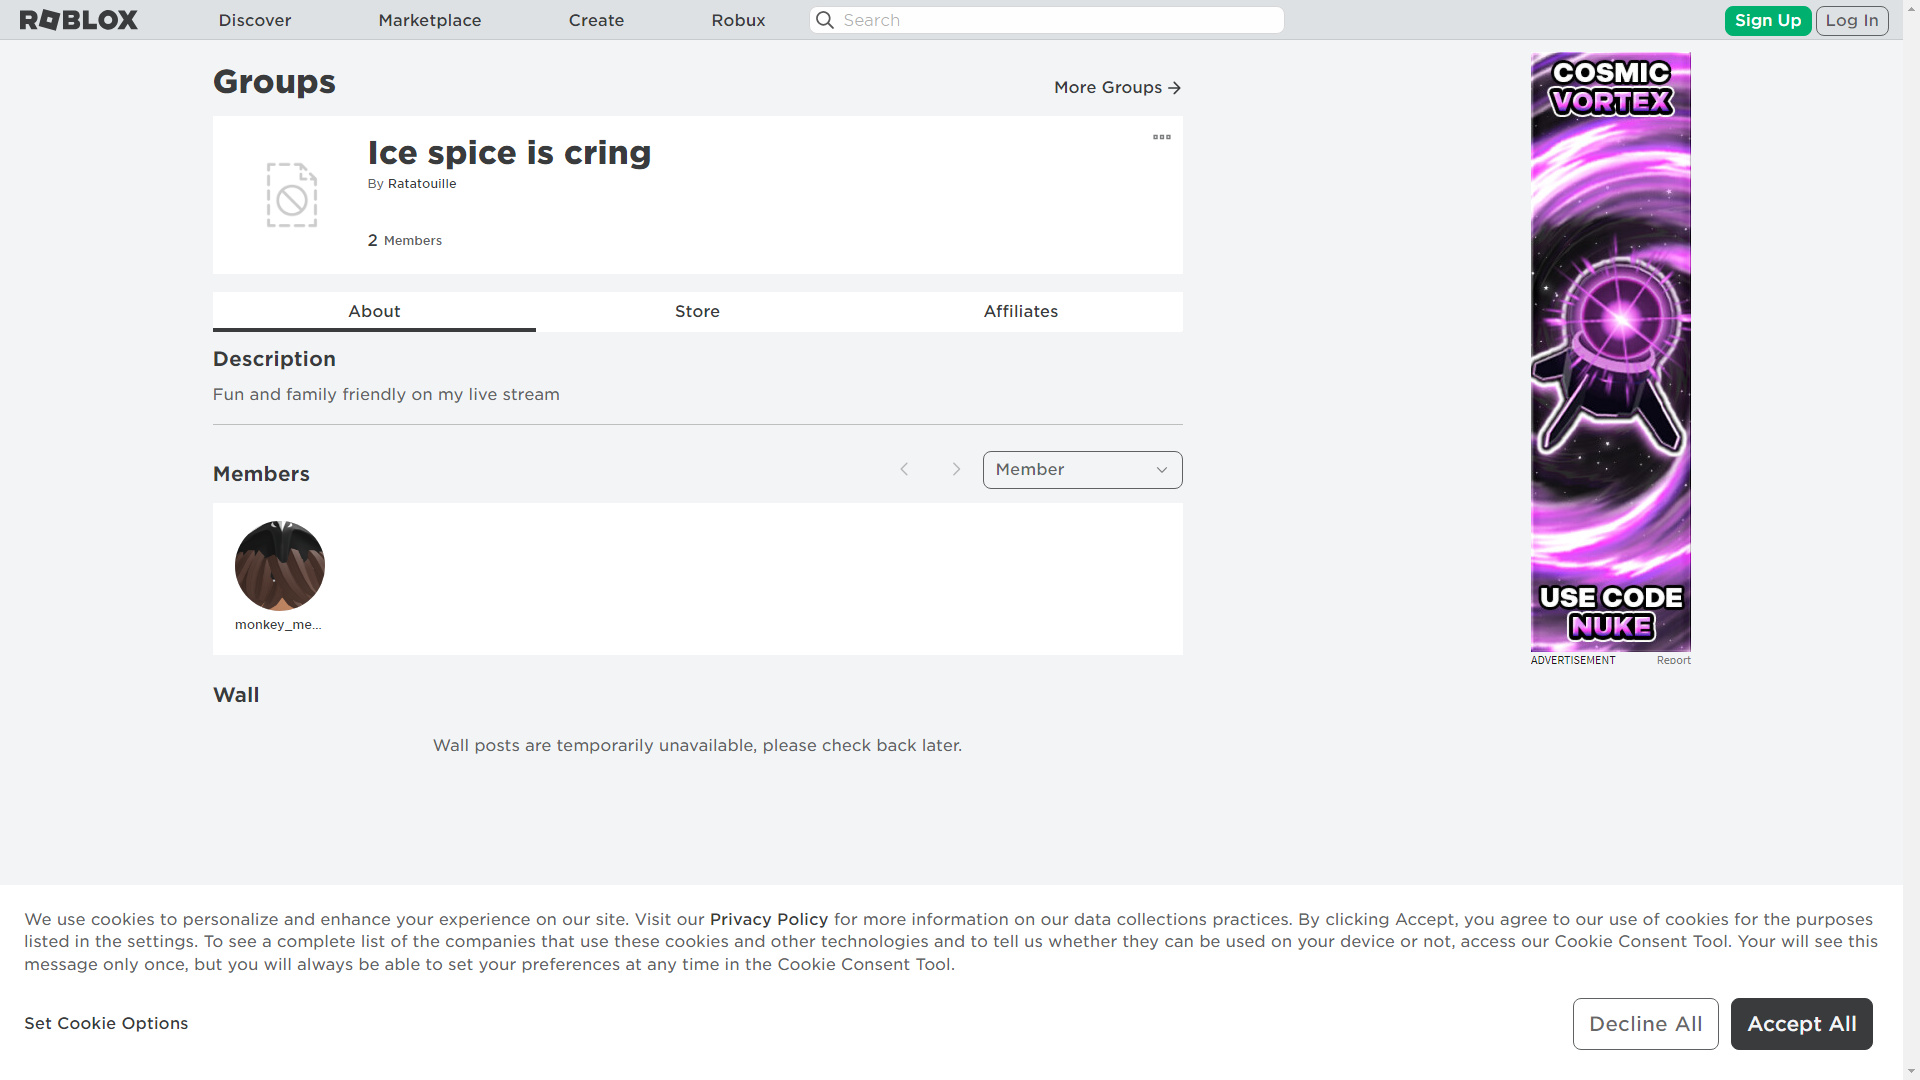 ROBLOX
Discover
Marketplace
Create
Robux
Search
Sign Up
Log In
Groups
More Groups
Ice spice is cring
By Ratatouille
2 Members
About
Store
Affiliates
Description
Fun and family friendly on my live stream
Members
Member
monkey_me...
Wall
Wall posts are temporarily unavailable, please check back later.
COSMIC
VORTEX
USE CODE
NUKE
ADVERTISEMENT
Report
We use cookies to personalize and enhance your experience on our site. Visit our Privacy Policy for more information on our data collections practices. By clicking Accept, you agree to our use of cookies for the purposes
listed in the settings. To see a complete list of the companies that use these cookies and other technologies and to tell us whether they can be used on your device or not, access our Cookie Consent Tool. Your will see this
message only once, but you will always be able to set your preferences at any time in the Cookie Consent Tool.
Set Cookie Options
Decline All
Accept All